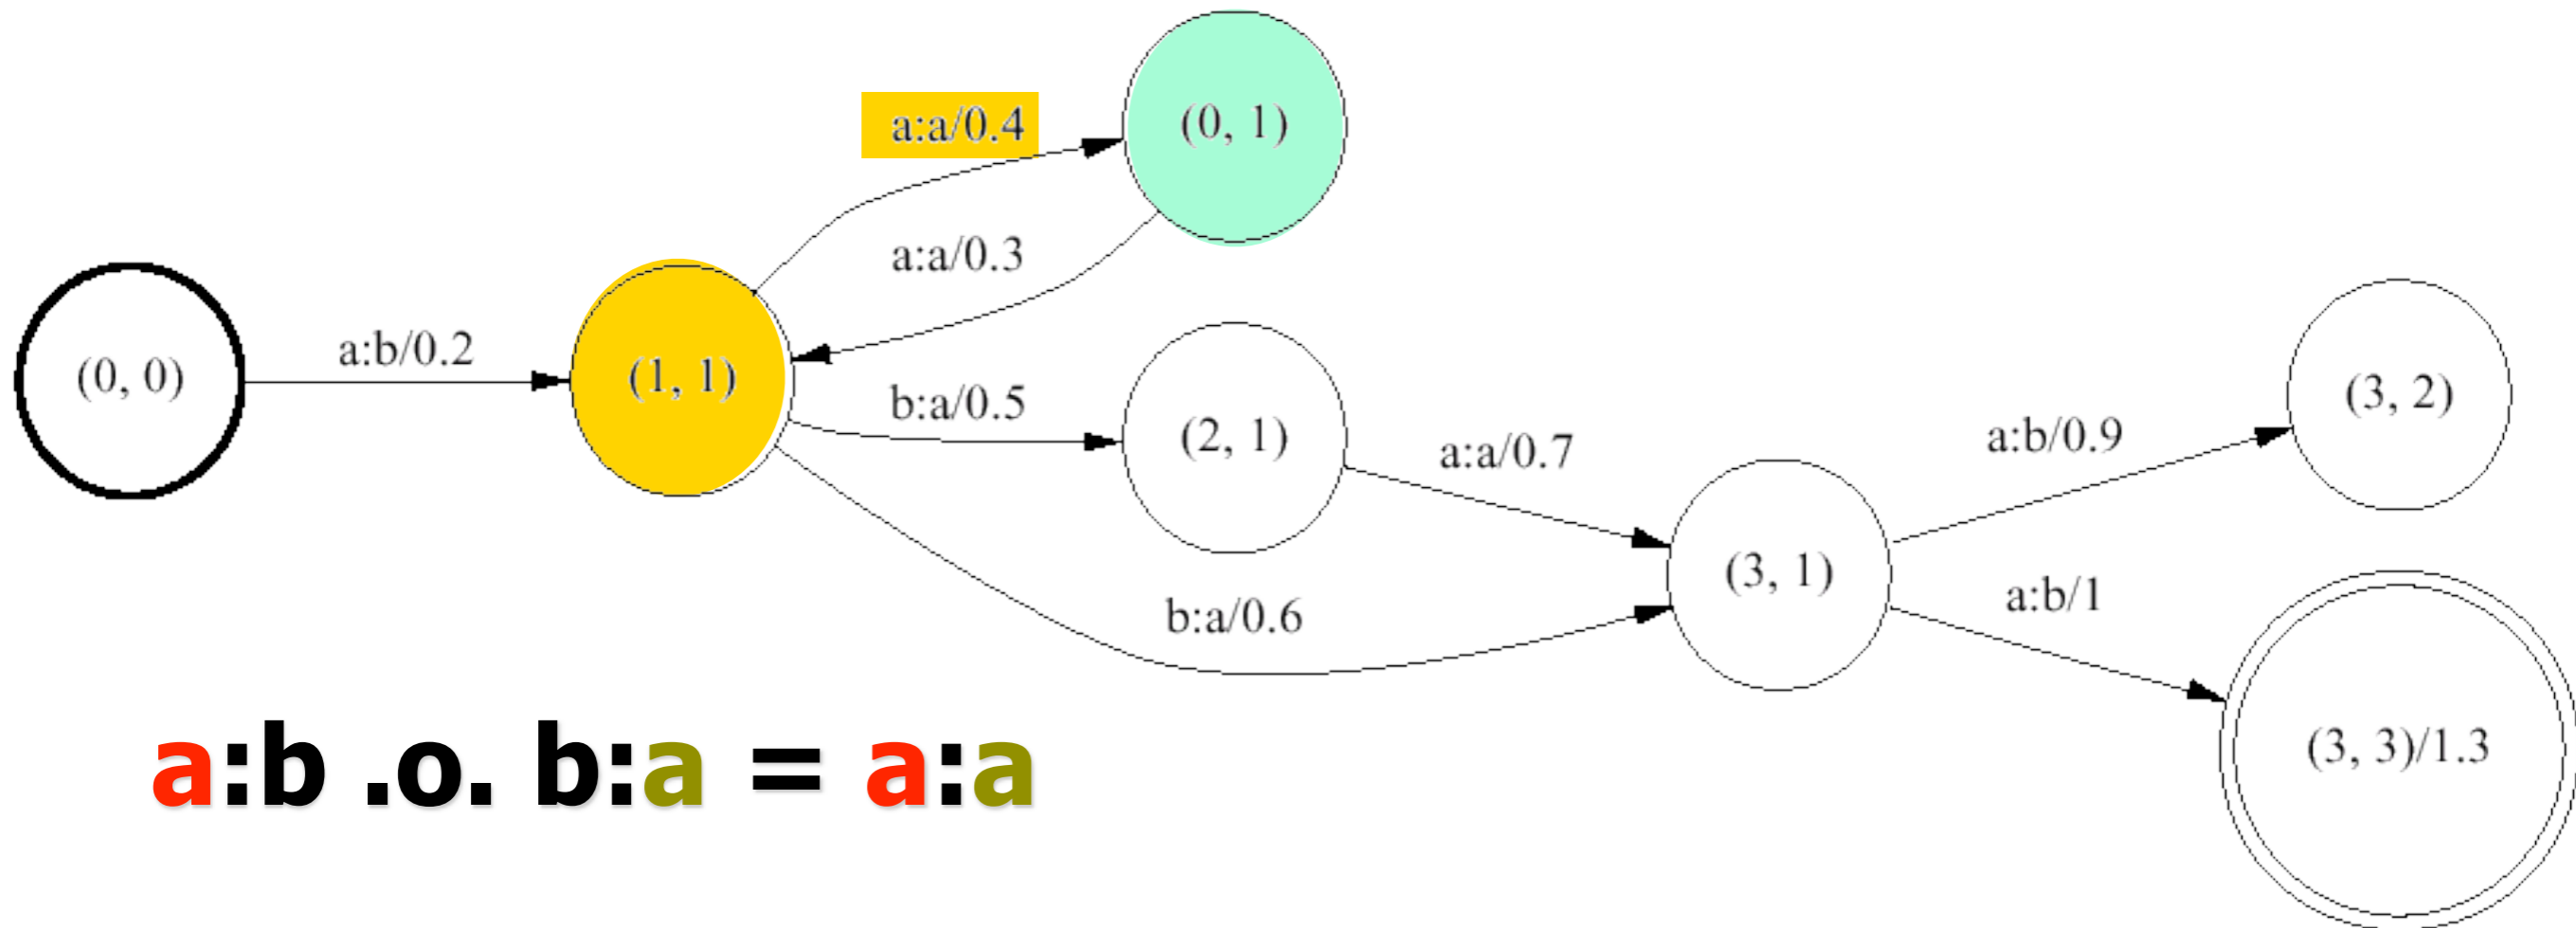 a:a/0.4
(0, 1)
a:a/0.3
(0, 0)
a:b/0.2
(1, 1)
b:a/0.5
(2, 1)
a:a/0.7
a:b/0.9
(3, 2)
b:a/0.6
(3, 1)
a:b/1
(3, 3)/1.3
a:b .o. b:a = a:a